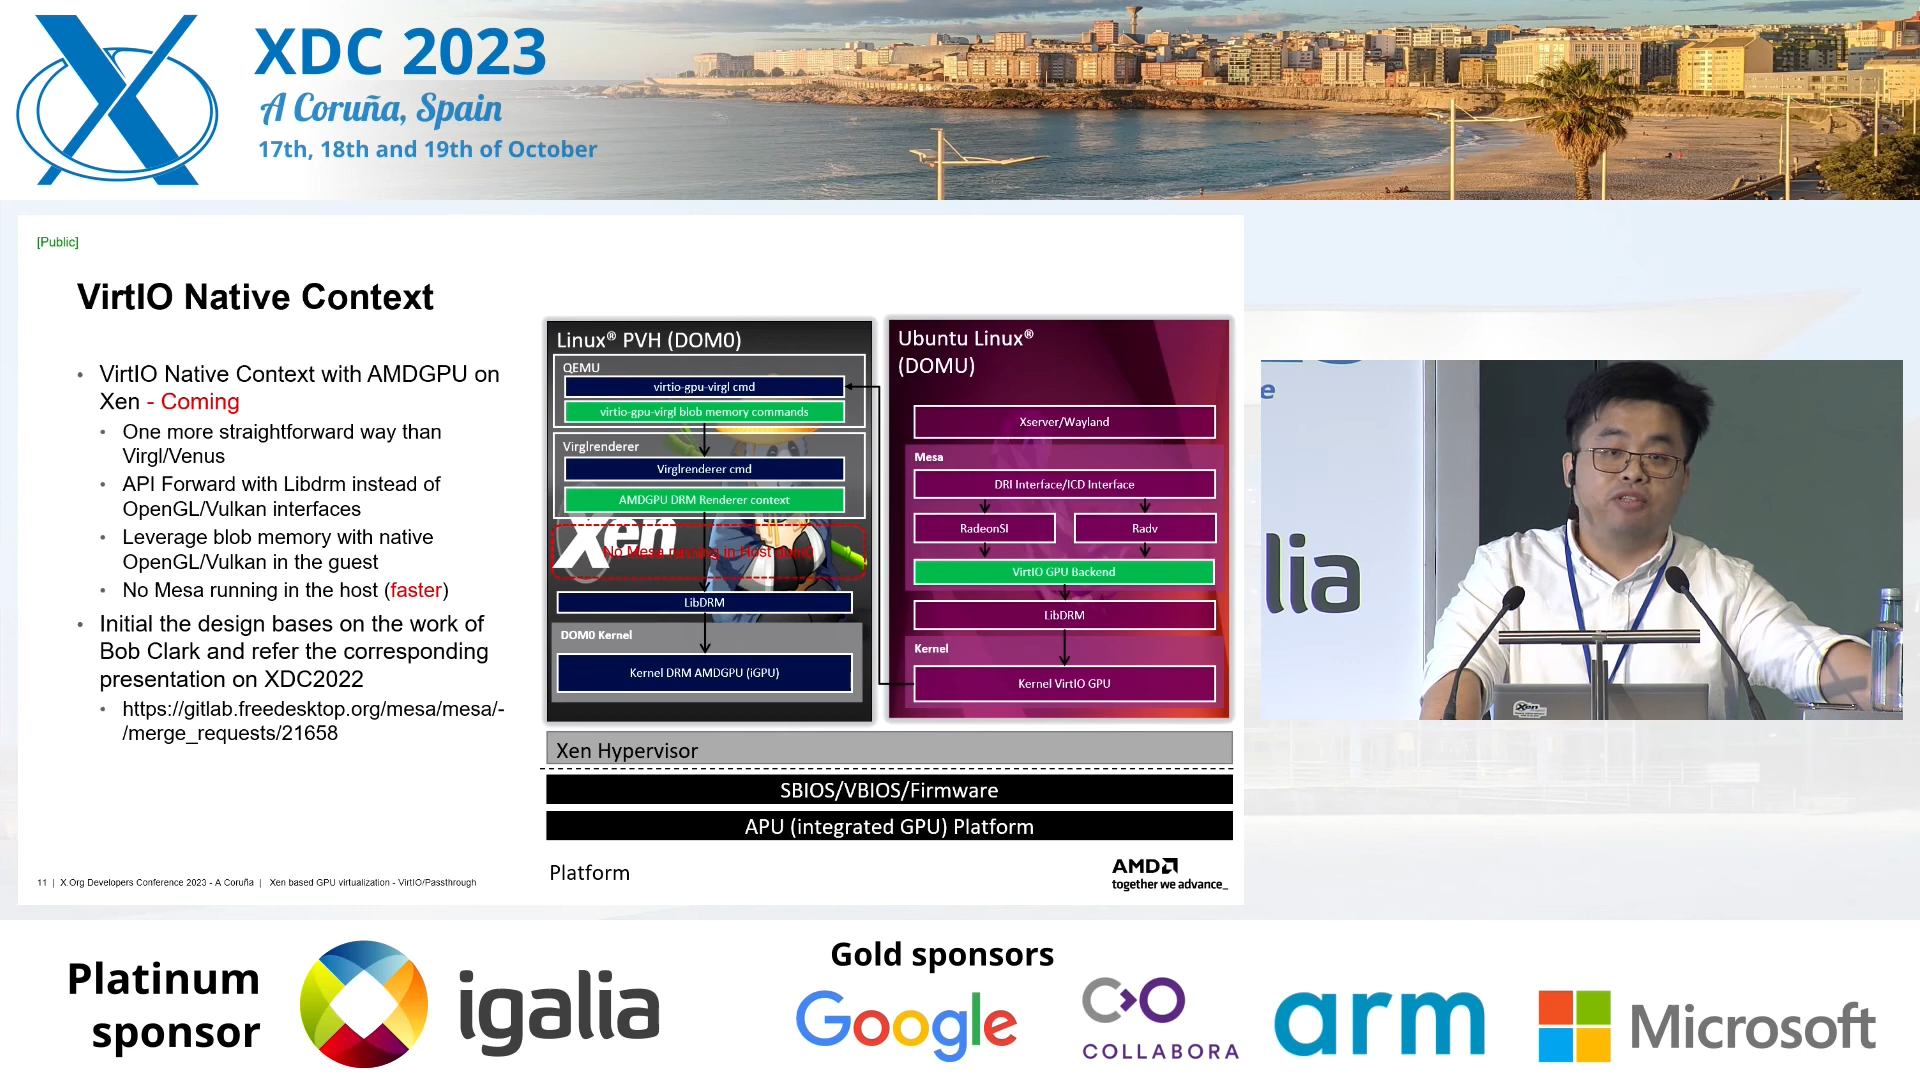 XDC 2023
A Coruña, Spain
17th, 18th and 19th of October
[Public]
VirtIO Native Context
• VirtIO Native Context with AMDGPU on
Xen - Coming
• One more straightforward way than
Virgl/Venus
• API Forward with Libdrm instead of
OpenGL/Vulkan interfaces
• Leverage blob memory with native
OpenGL/Vulkan in the guest
• No Mesa running in the host (faster)
• Initial the design bases on the work of
Bob Clark and refer the corresponding
presentation on XDC2022
• https://gitlab.freedesktop.org/mesa/mesa/-
/merge_requests/21658
Linux® PVH (DOM0)
QEMU
virtio-gpu-virgl cmd
virtio-gpu-virgl blob memory commands
Virglrenderer
Virglrenderer cmd
AMDGPU DRM Renderer context
Xen
No Mesa running in Host dom0
LibDRM
DOM0 Kernel
Kernel DRM AMDGPU (iGPU)
Ubuntu Linux®
(DOMU)
Xserver/Wayland
Mesa
DRI Interface/ICD Interface
RadeonSI
Radv
VirtIO GPU Backend
LibDRM
Kernel
Kernel VirtIO GPU
Xen Hypervisor
SBIOS/VBIOS/Firmware
APU (integrated GPU) Platform
Platform
AMD
together we advance_
11 | X.Org Developers Conference 2023 - A Coruña | Xen based GPU virtualization - VirtIO/Passthrough
e
lia
Xen
Platinum
sponsor
igalia
Gold sponsors
Google
COLLABORA
arm
Microsoft